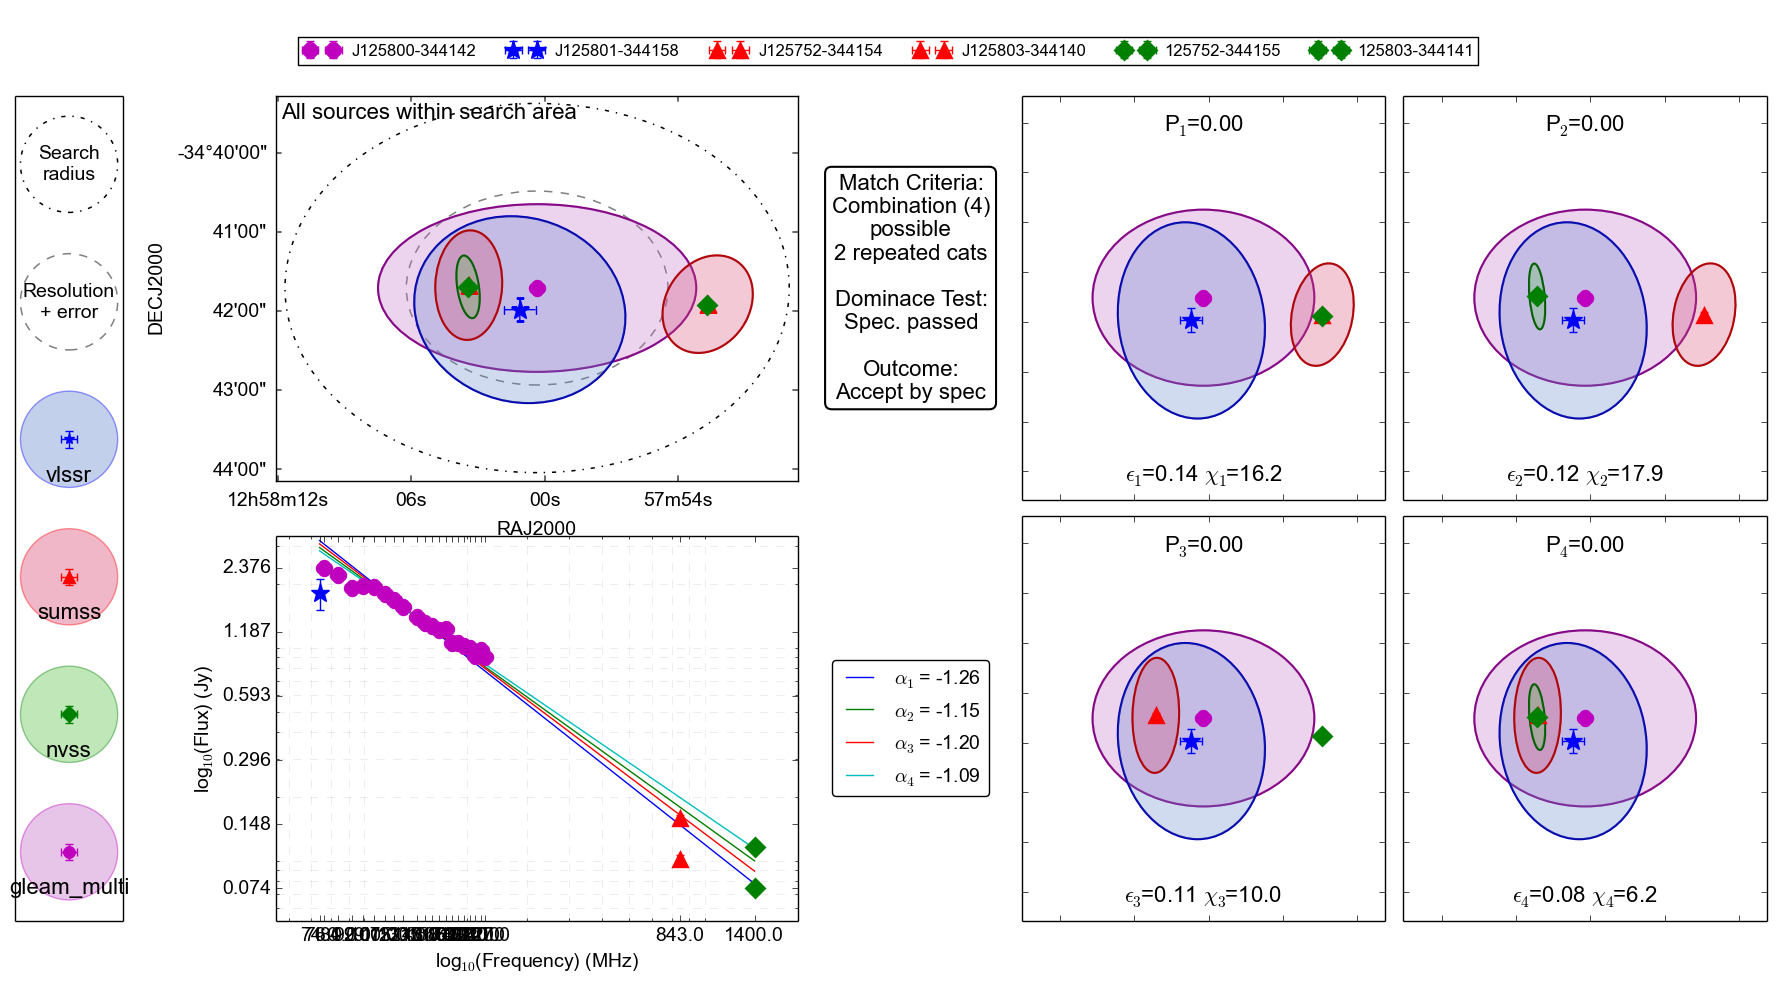 J125800-344142 J125801-344158 J125752-344154 J125803-344140 125752-344155 125803-344141
Search
radius
Resolution
+ error
vlssr
sumss
nvss
gleam_multi
All sources within search area
DECJ2000
-34°40'00"
41'00"
42'00"
43'00"
44'00"
12h58m12s 06s 00s 57m54s
RAJ2000
log₁₀(Flux) (Jy)
2.376
1.187
0.593
0.296
0.148
0.074
843.0 1400.0
log₁₀(Frequency) (MHz)
Match Criteria:
Combination (4)
possible
2 repeated cats
Dominace Test:
Spec. passed
Outcome:
Accept by spec
α₁ = -1.26
α₂ = -1.15
α₃ = -1.20
α₄ = -1.09
P₁=0.00
ϵ₁=0.14 χ₁=16.2
P₂=0.00
ϵ₂=0.12 χ₂=17.9
P₃=0.00
ϵ₃=0.11 χ₃=10.0
P₄=0.00
ϵ₄=0.08 χ₄=6.2